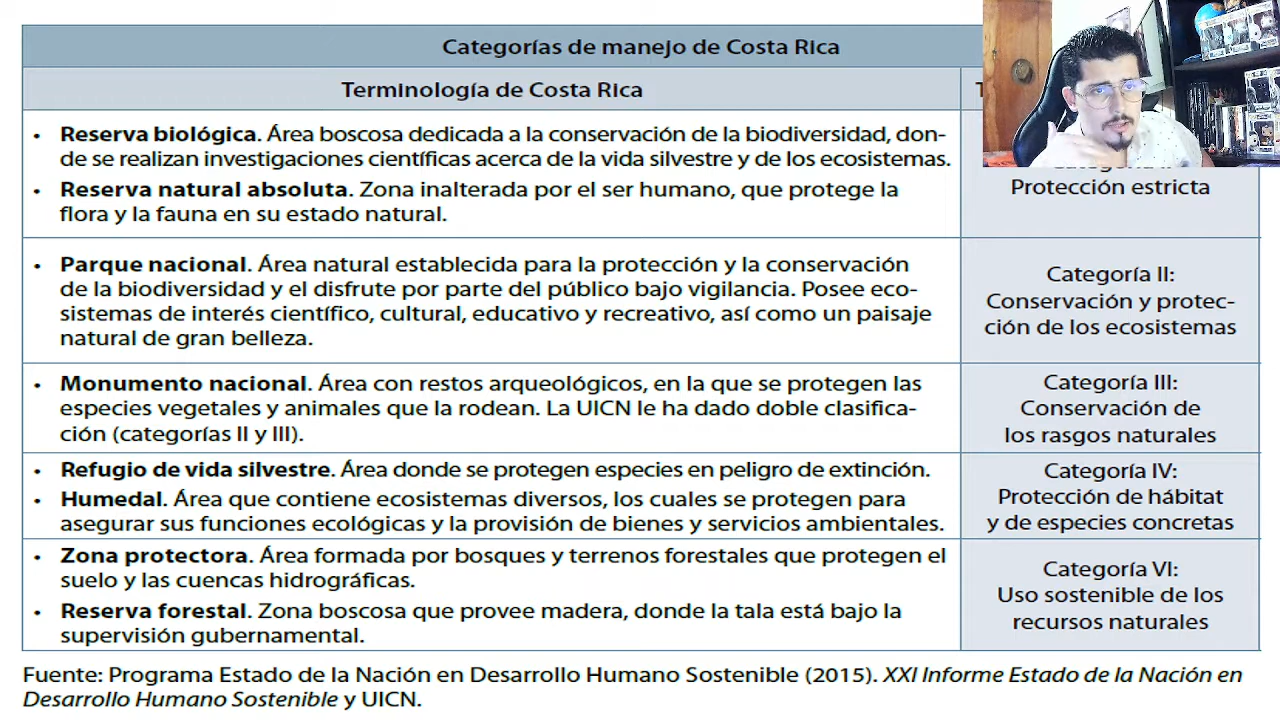 Categorías de manejo de Costa Rica
Terminología de Costa Rica
• Reserva biológica. Área boscosa dedicada a la conservación de la biodiversidad, don-
de se realizan investigaciones científicas acerca de la vida silvestre y de los ecosistemas.
• Reserva natural absoluta. Zona inalterada por el ser humano, que protege la
flora y la fauna en su estado natural.
Protección estricta
• Parque nacional. Área natural establecida para la protección y la conservación
de la biodiversidad y el disfrute por parte del público bajo vigilancia. Posee eco-
sistemas de interés científico, cultural, educativo y recreativo, así como un paisaje
natural de gran belleza.
Categoría II:
Conservación y protec-
ción de los ecosistemas
• Monumento nacional. Área con restos arqueológicos, en la que se protegen las
especies vegetales y animales que la rodean. La UICN le ha dado doble clasifica-
ción (categorías II y III).
Categoría III:
Conservación de
los rasgos naturales
• Refugio de vida silvestre. Área donde se protegen especies en peligro de extinción.
• Humedal. Área que contiene ecosistemas diversos, los cuales se protegen para
asegurar sus funciones ecológicas y la provisión de bienes y servicios ambientales.
Categoría IV:
Protección de hábitat
y de especies concretas
• Zona protectora. Área formada por bosques y terrenos forestales que protegen el
suelo y las cuencas hidrográficas.
• Reserva forestal. Zona boscosa que provee madera, donde la tala está bajo la
supervisión gubernamental.
Categoría VI:
Uso sostenible de los
recursos naturales
Fuente: Programa Estado de la Nación en Desarrollo Humano Sostenible (2015). XXI Informe Estado de la Nación en
Desarrollo Humano Sostenible y UICN.